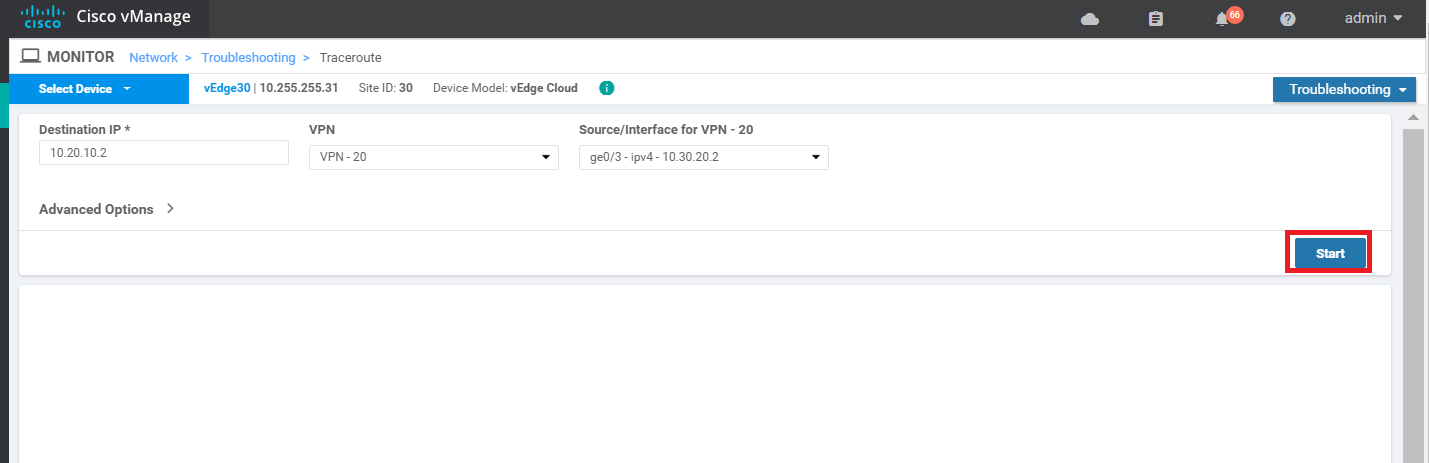 CISCO Cisco vManage 66 admin
MONITOR Network > Troubleshooting > Traceroute
Select Device vEdge30 | 10.255.255.31 Site ID: 30 Device Model: vEdge Cloud i Troubleshooting
Destination IP * VPN Source/Interface for VPN - 20
10.20.10.2 VPN - 20 ge0/3 - ipv4 - 10.30.20.2
Advanced Options >
Start